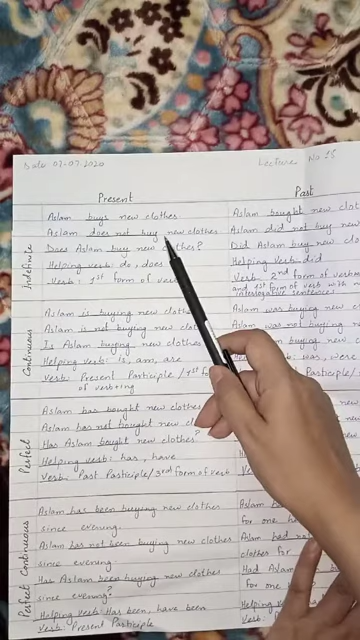 Date 07-07-2020
Lecture No. 18
Present
Past
Indefinite
Aslam buys new clothes.
Aslam does not buy new clothes
Does Aslam buy new clothes?
Helping verb: do, does
Verb: 1st form of verb
Aslam bought new
Aslam did not buy new
Did Aslam buy new
Helping verb: did
Verb: 2nd form of verb
and 1st form of verb with
interrogative sentences.
Continuous
Aslam is buying new
Aslam is not buying new
Is Aslam buying new
Helping verb: is, am, are
Verb: Present Participle/1st
of verb+ing
Aslam was buying new
Aslam was not buying
buying new
was, were
Participle/
Perfect
Aslam has bought new clothes
Aslam has not bought new
Has Aslam bought new clothes?
Helping verb: has, have
Verb: Past Participle/3rd form of verb
Perfect Continuous
Aslam has been buying new clothes
since evening.
Aslam has not been buying new clothes
since evening.
Has Aslam been buying new clothes
since evening?
Helping verb: Has been, have been
Verb: Present Participle
Aslam
for one
Aslam had
clothes for
Had Aslam
for one
Helping
Verb: